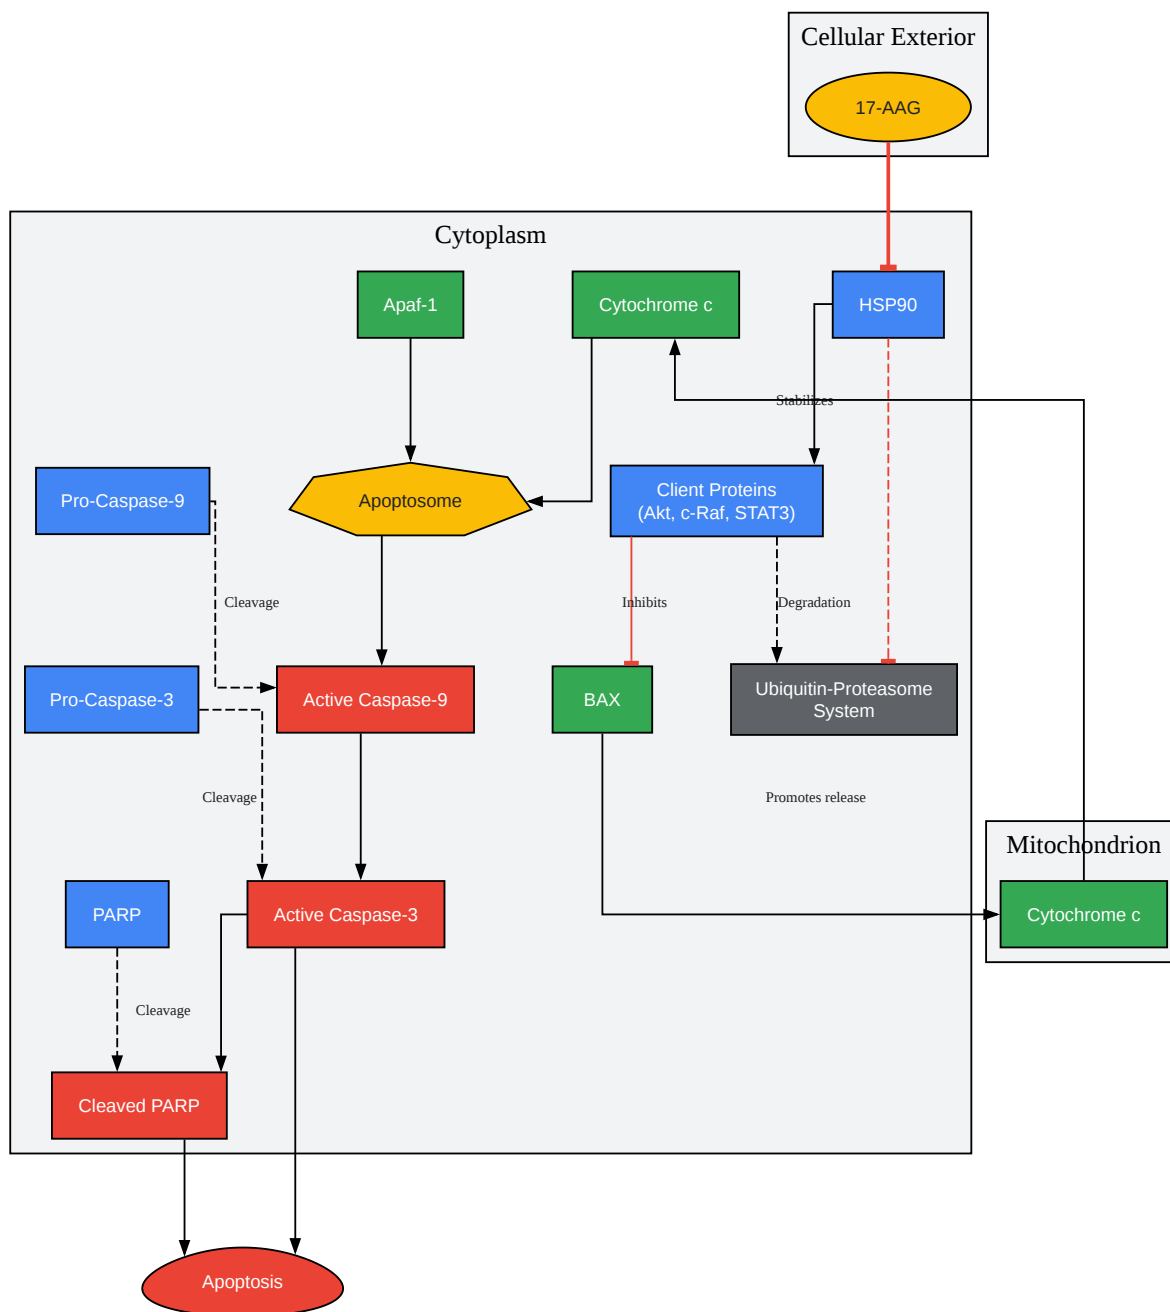 Cellular Exterior
17-AAG
Cytoplasm
Apaf-1
Cytochrome c
HSP90
Stabilizes
Pro-Caspase-9
Apoptosome
Client Proteins
(Akt, c-Raf, STAT3)
Cleavage
Inhibits
Degradation
Pro-Caspase-3
Active Caspase-9
BAX
Ubiquitin-Proteasome
System
Cleavage
Promotes release
Mitochondrion
PARP
Active Caspase-3
Cytochrome c
Cleavage
Cleaved PARP
Apoptosis